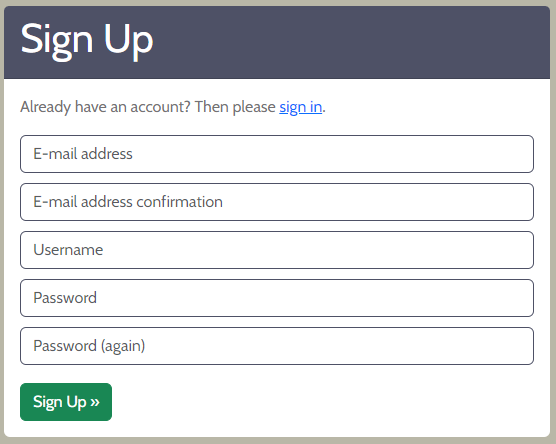 Sign Up
Already have an account? Then please sign in.
E-mail address
E-mail address confirmation
Username
Password
Password (again)
Sign Up »